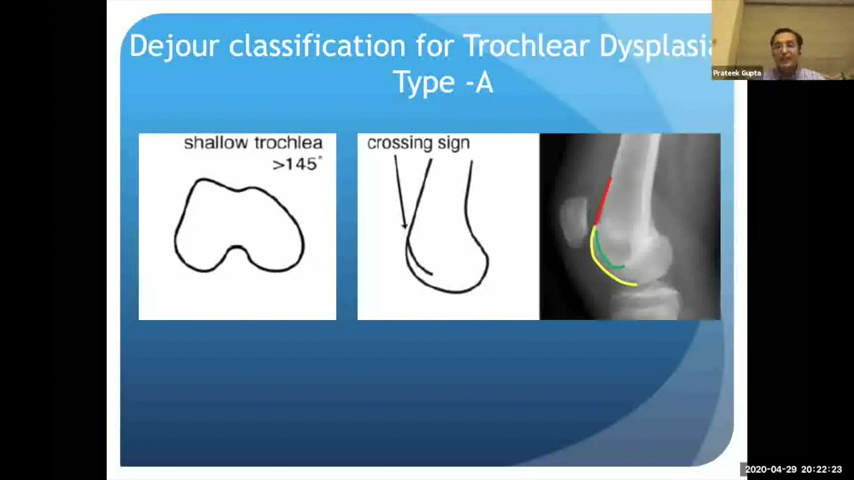 Dejour classification for Trochlear Dysplasia
Type -A
Prateek Gupta
shallow trochlea
>145°
crossing sign
2020-04-29 20:22:23